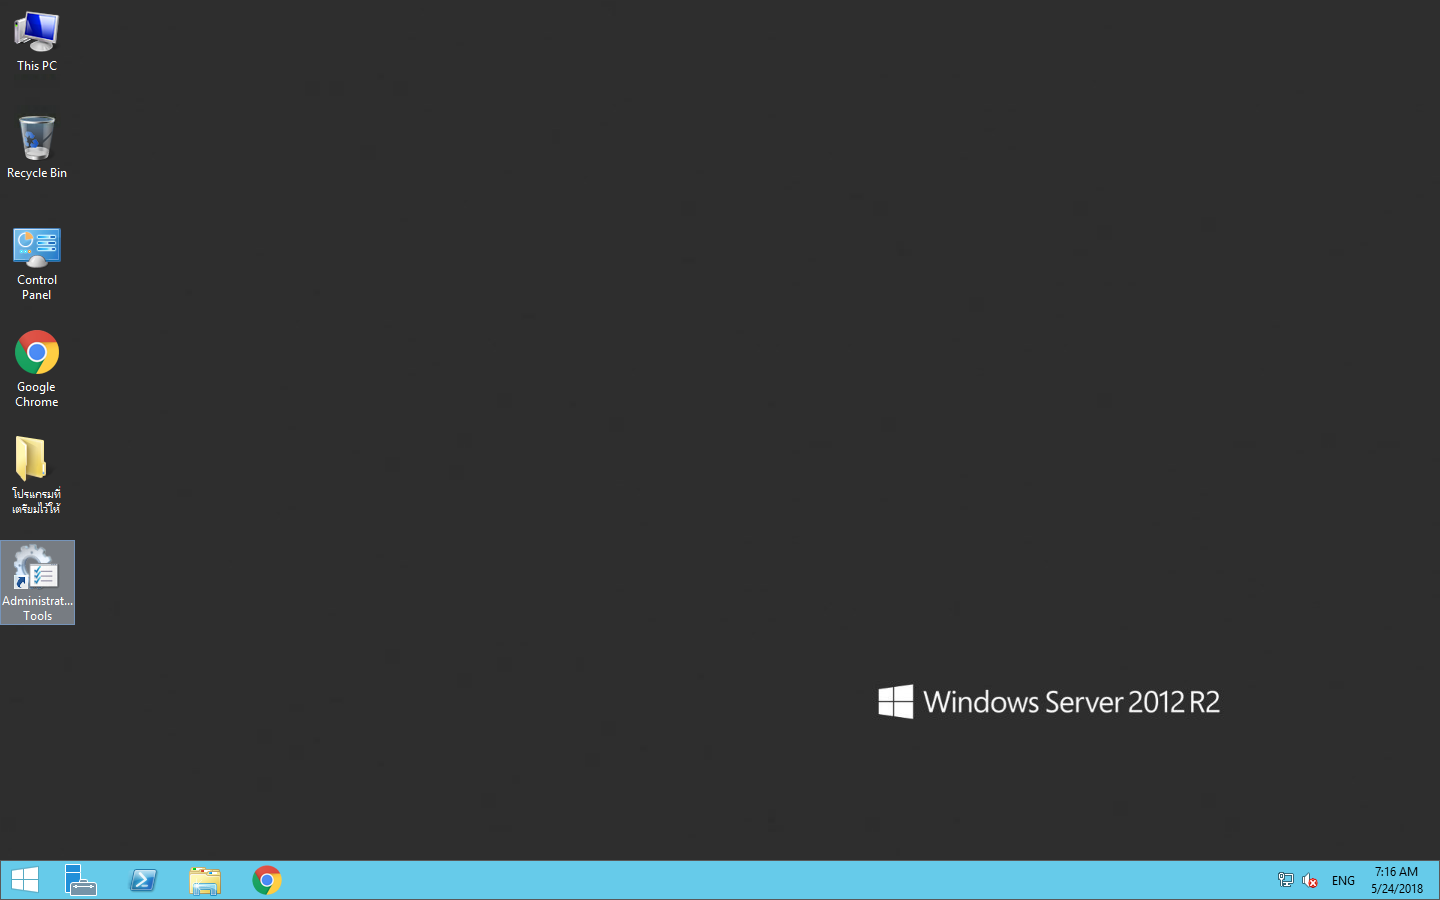 This PC
Recycle Bin
Control
Panel
Google
Chrome
โปรแกรมที่
เตรียมไว้ให้
Administrat...
Tools
Windows Server 2012 R2
ENG
7:16 AM
5/24/2018